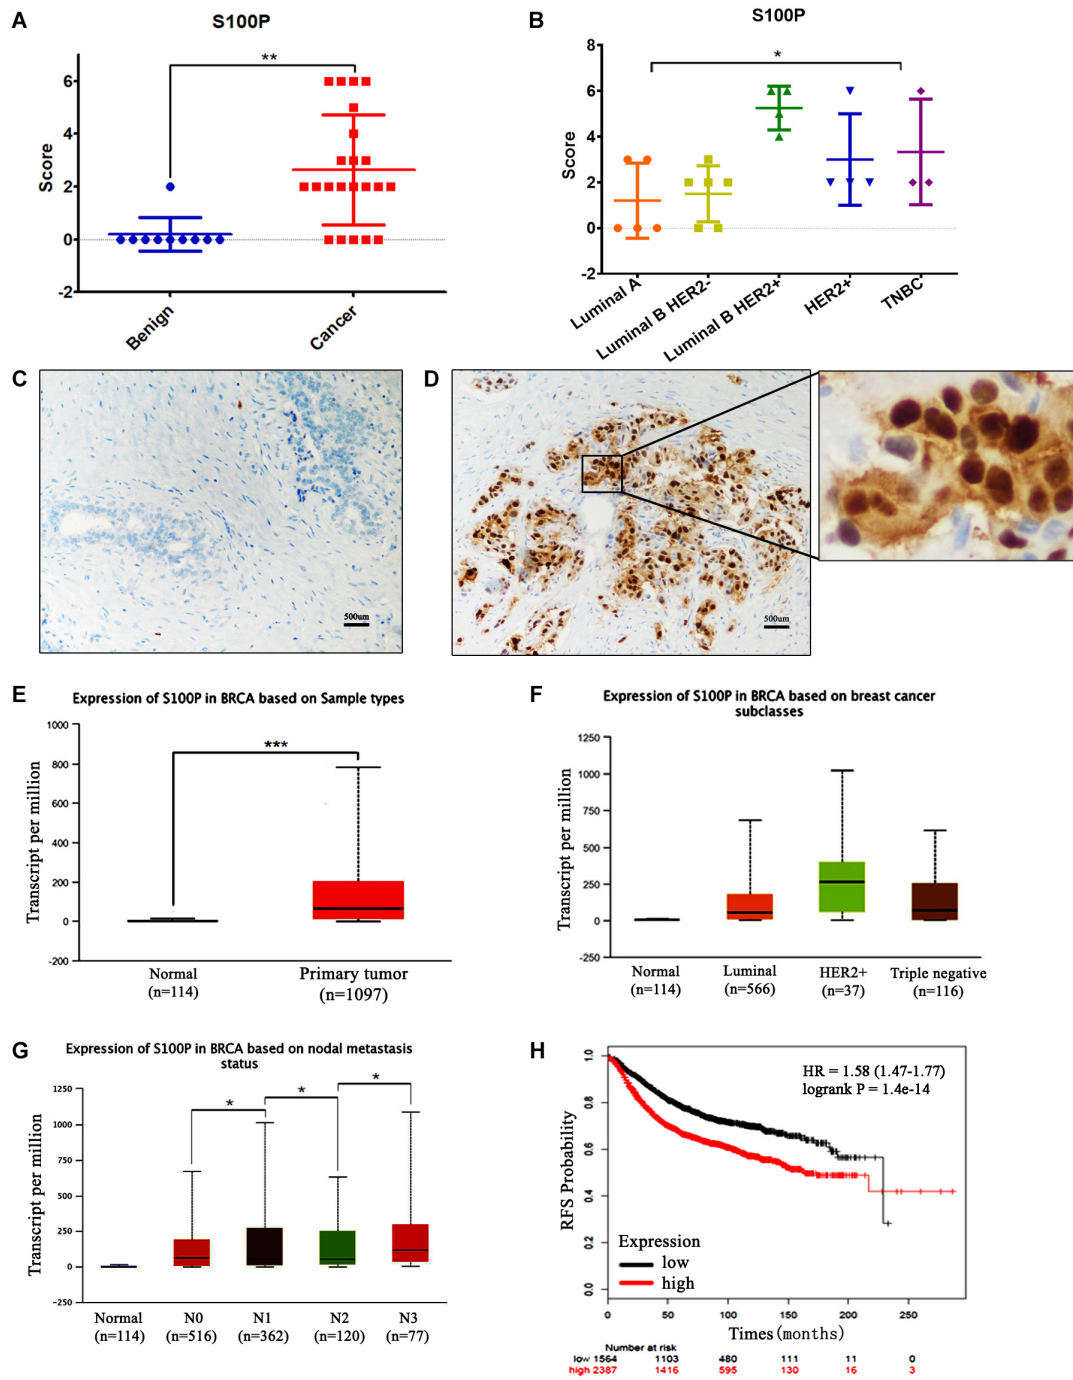 A
S100P
**
Score
6
4
2
0
-2
Benign
Cancer
B
S100P
*
Score
8
6
4
2
0
-2
Luminal A
Luminal B HER2-
Luminal B HER2+
HER2+
TNBC
C
500um
D
500um
E
Expression of S100P in BRCA based on Sample types
***
Transcript per million
1000
800
600
400
200
0
-200
Normal
(n=114)
Primary tumor
(n=1097)
F
Expression of S100P in BRCA based on breast cancer
subclasses
Transcript per million
1250
1000
750
500
250
0
-250
Normal
(n=114)
Luminal
(n=566)
HER2+
(n=37)
Triple negative
(n=116)
G
Expression of S100P in BRCA based on nodal metastasis
status
*
*
*
Transcript per million
1250
1000
750
500
250
0
-250
Normal
(n=114)
N0
(n=516)
N1
(n=362)
N2
(n=120)
N3
(n=77)
H
HR = 1.58 (1.47-1.77)
logrank P = 1.4e-14
RFS Probability
1.0
0.8
0.6
0.4
0.2
0.0
Expression
low
high
0 50 100 150 200 250
Times(months)
Number at risk
low 1564 1103 480 111 11 0
high 2387 1416 595 130 16 3